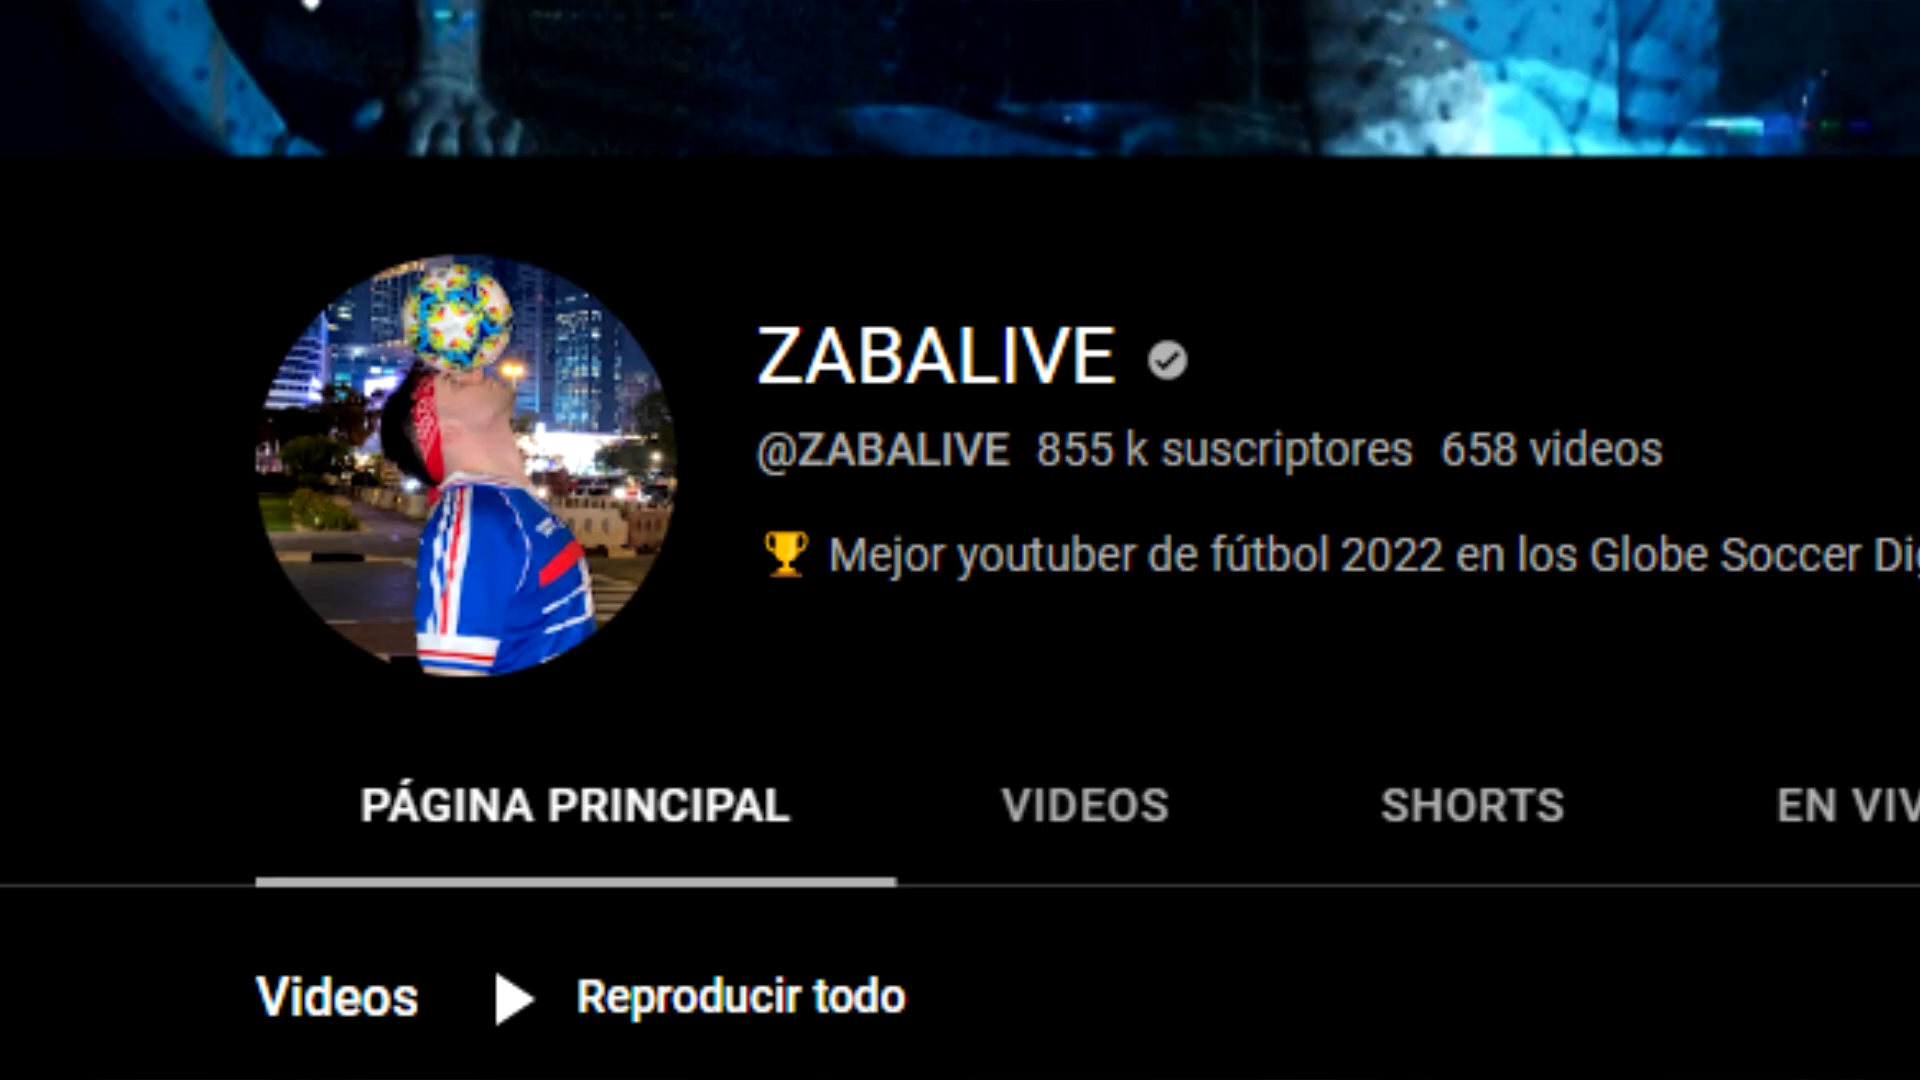 ZABALIVE
@ZABALIVE 855 k suscriptores 658 videos
🏆 Mejor youtuber de fútbol 2022 en los Globe Soccer
PÁGINA PRINCIPAL VIDEOS SHORTS EN
Videos ▶ Reproducir todo